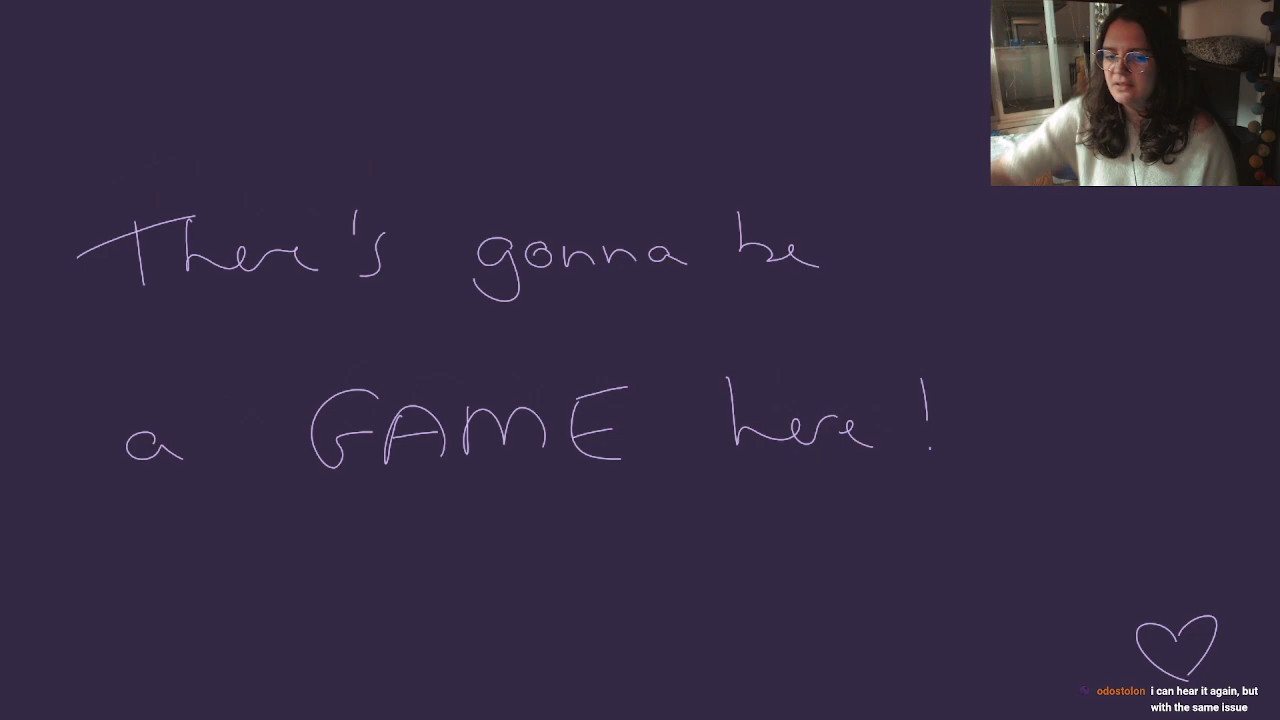 There's gonna be
a GAME here!
odostolon i can hear it again, but
with the same issue